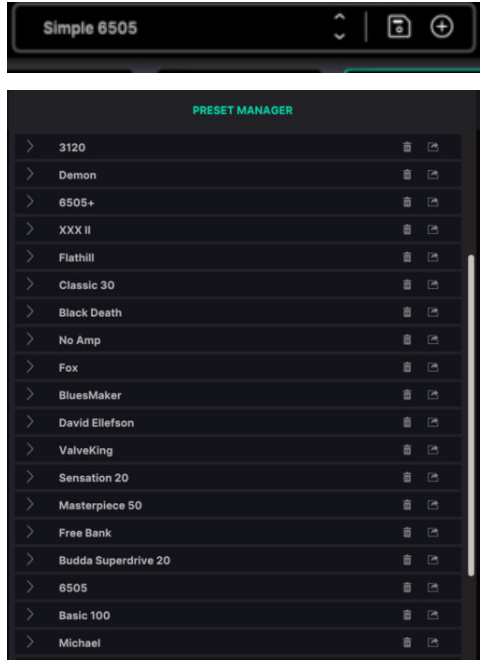 Simple 6505
PRESET MANAGER
3120
Demon
6505+
XXX II
Flathill
Classic 30
Black Death
No Amp
Fox
BluesMaker
David Ellefson
ValveKing
Sensation 20
Masterpiece 50
Free Bank
Budda Superdrive 20
6505
Basic 100
Michael